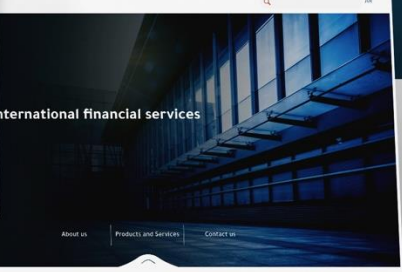 nternational financial services
About us
Products and Services
Contact us